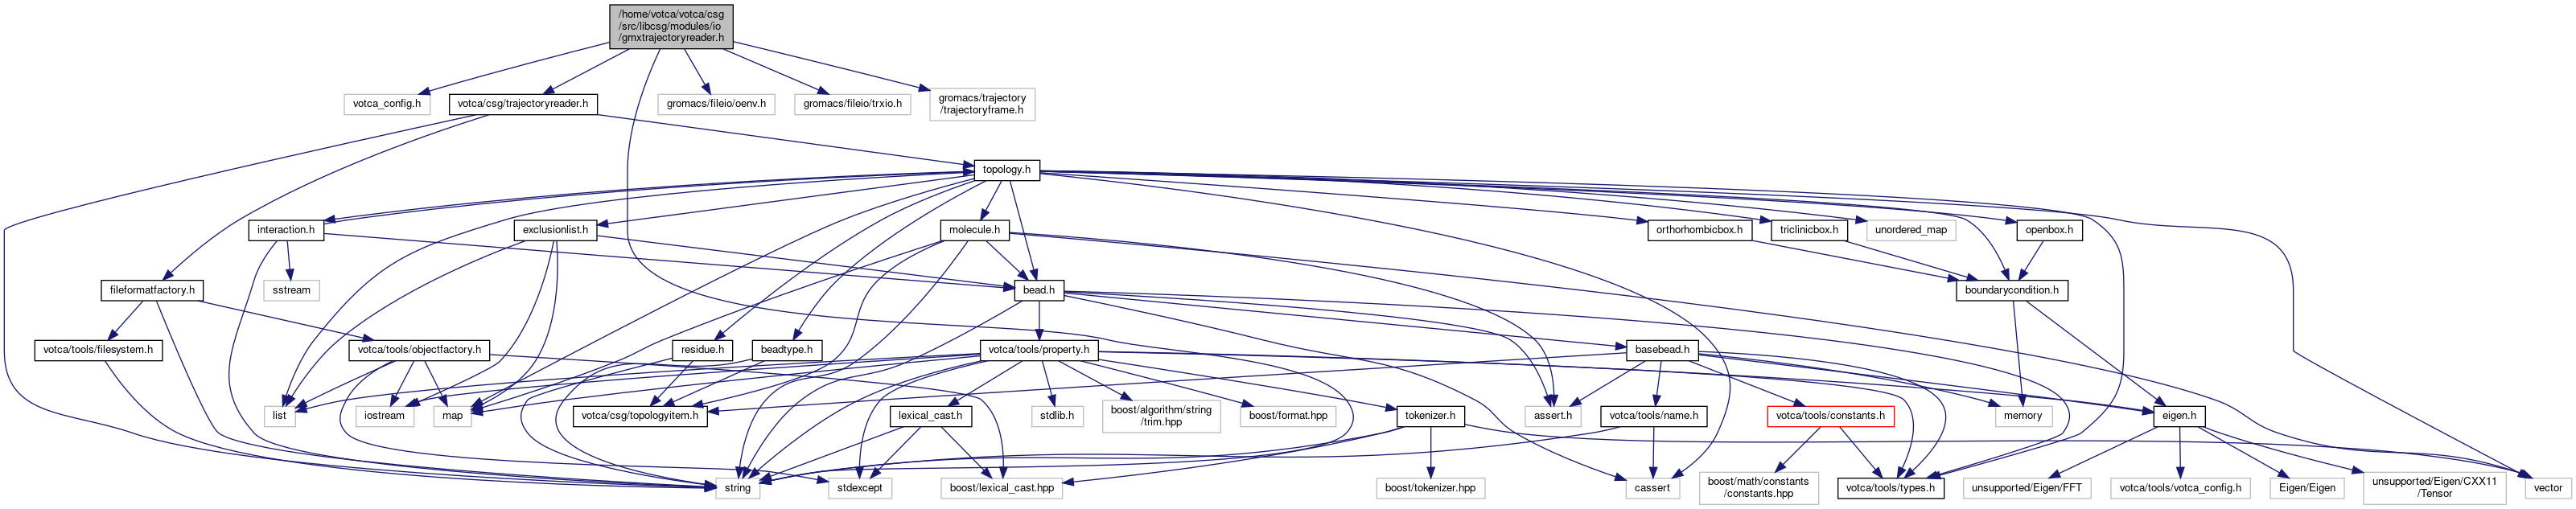 /home/votca/votca/csg
/src/libcsg/modules/io
/gmxtrajectoryreader.h
votca_config.h
votca/csg/trajectoryreader.h
gromacs/fileio/oenv.h
gromacs/fileio/trxio.h
gromacs/trajectory
/trajectoryframe.h
topology.h
interaction.h
exclusionlist.h
molecule.h
orthorhombicbox.h
triclinicbox.h
unordered_map
openbox.h
fileformatfactory.h
sstream
bead.h
boundarycondition.h
votca/tools/filesystem.h
votca/tools/objectfactory.h
residue.h
beadtype.h
votca/tools/property.h
basebead.h
list
iostream
map
votca/csg/topologyitem.h
lexical_cast.h
stdlib.h
boost/algorithm/string
/trim.hpp
boost/format.hpp
tokenizer.h
assert.h
votca/tools/name.h
votca/tools/constants.h
memory
eigen.h
string
stdexcept
boost/lexical_cast.hpp
boost/tokenizer.hpp
cassert
boost/math/constants
/constants.hpp
votca/tools/types.h
unsupported/Eigen/FFT
votca/tools/votca_config.h
Eigen/Eigen
unsupported/Eigen/CXX11
/Tensor
vector